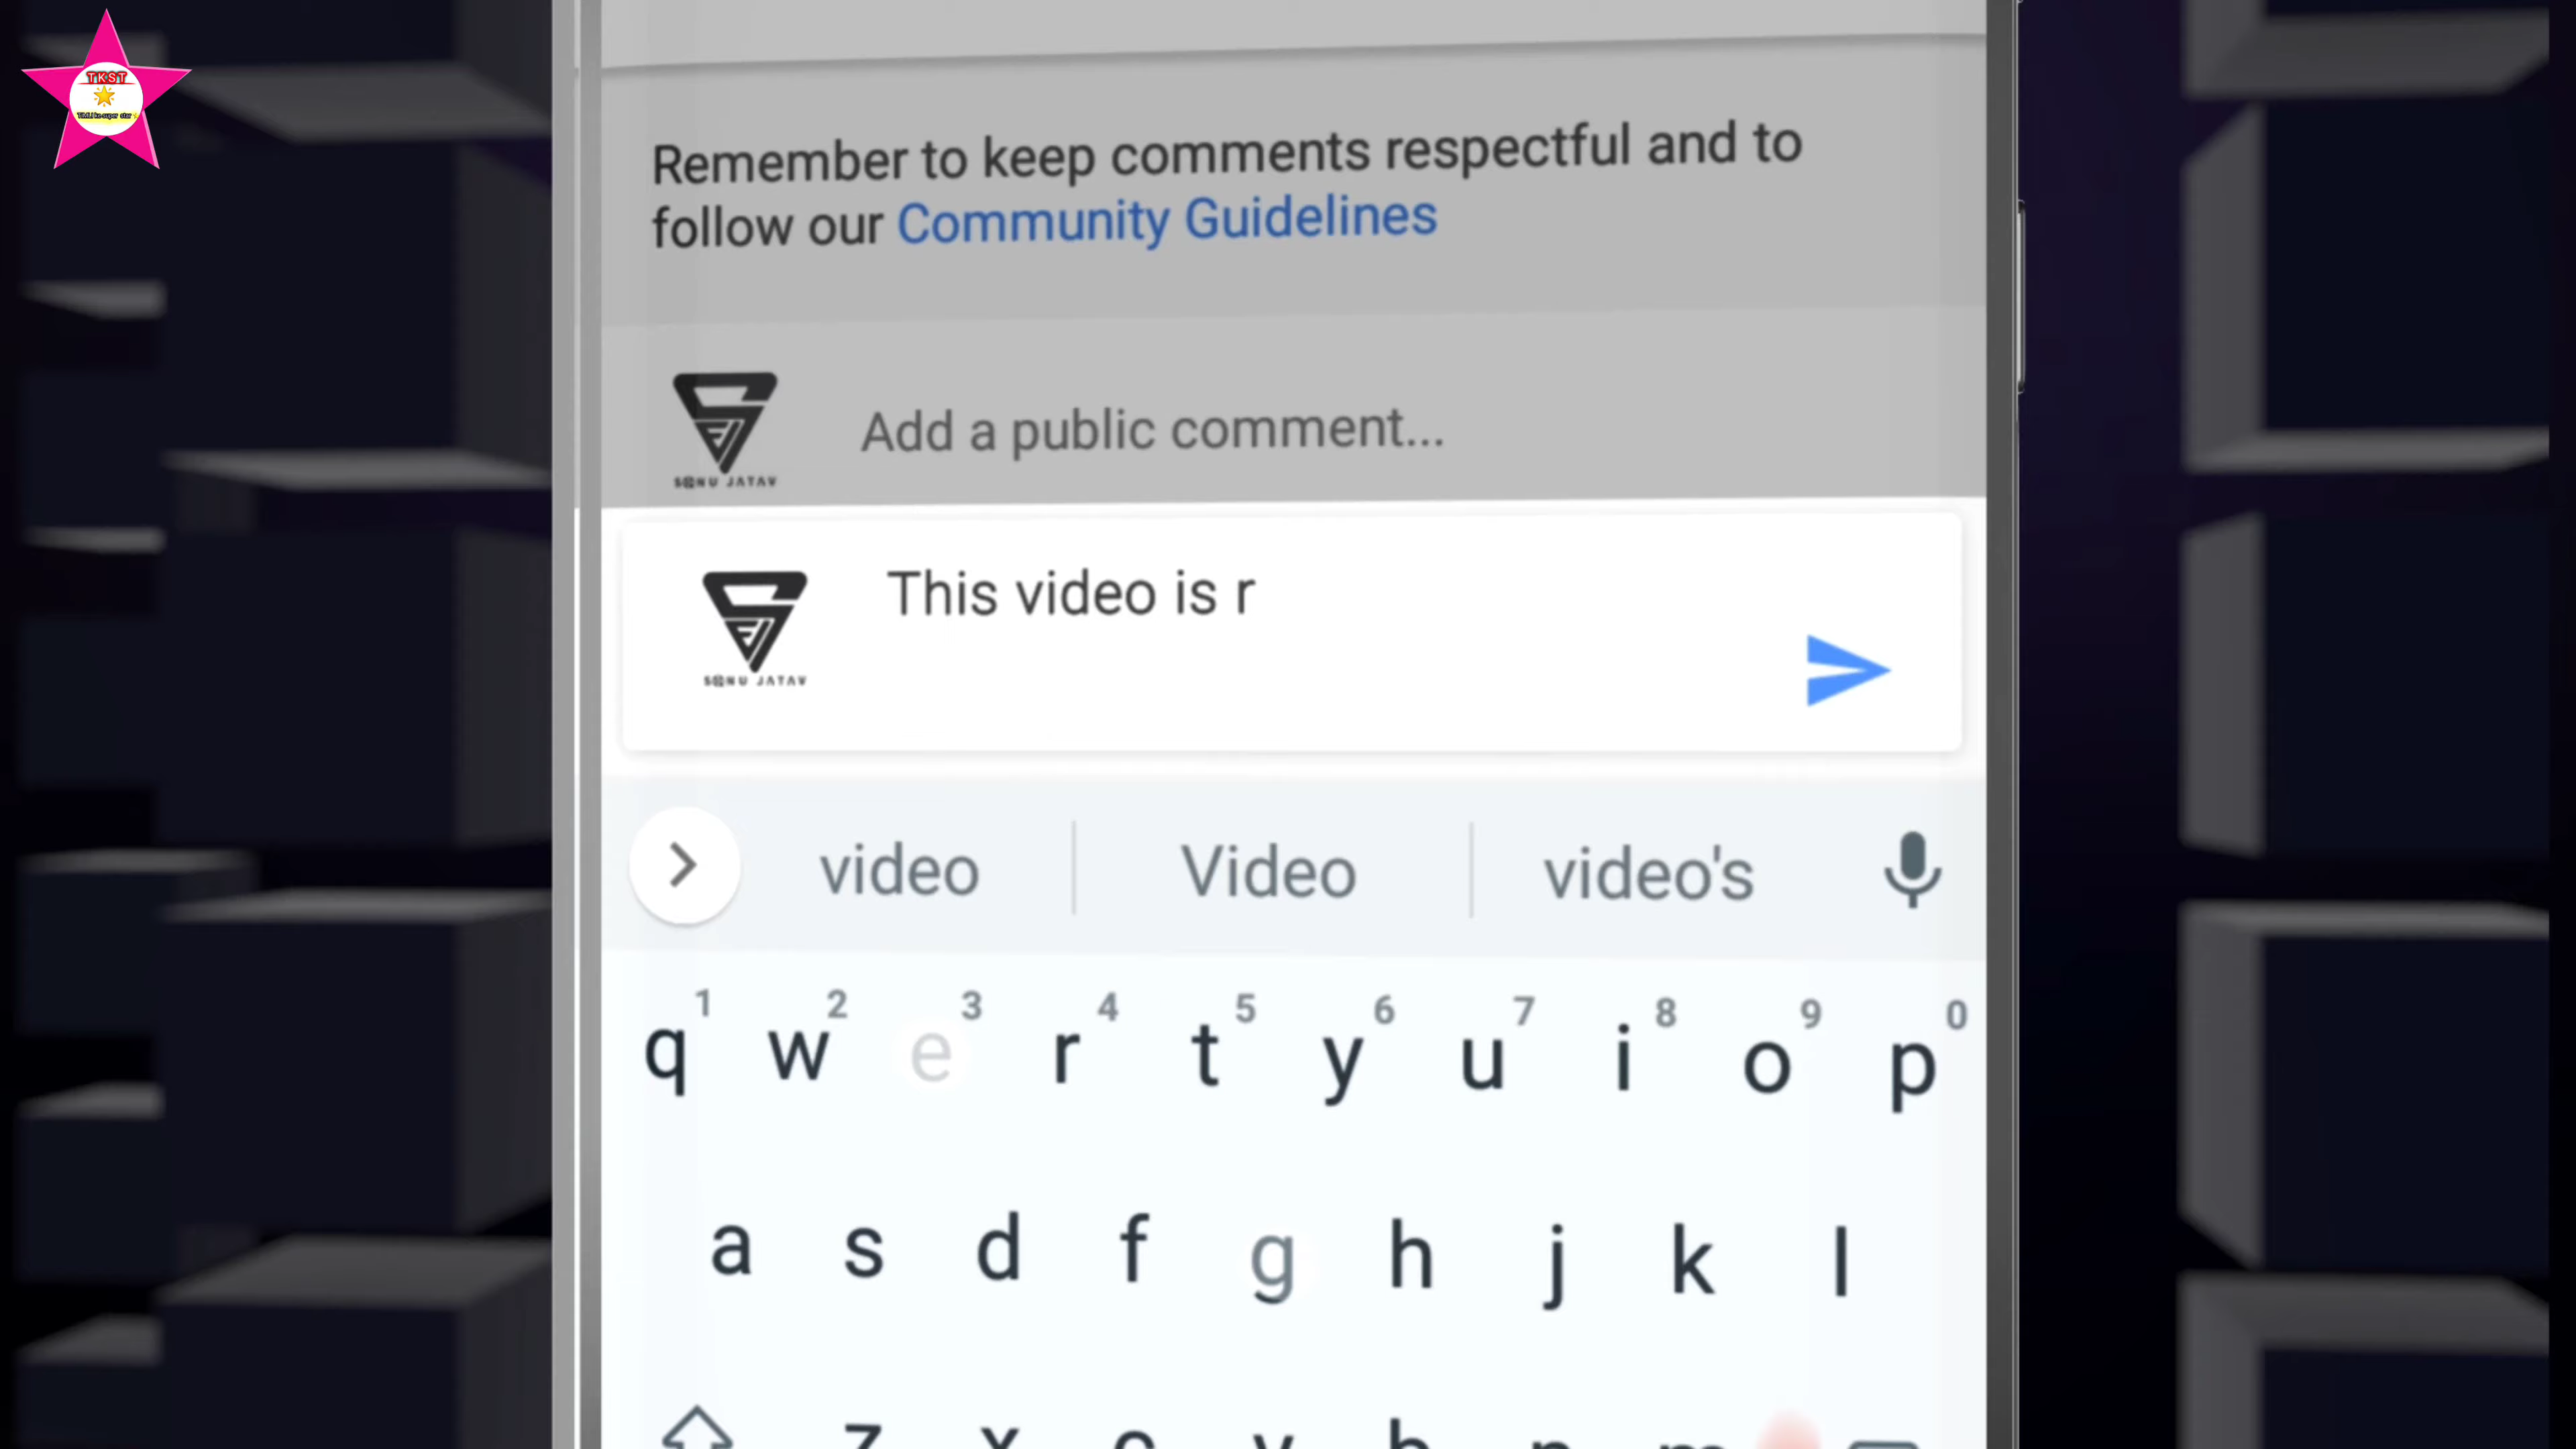 TKST
Remember to keep comments respectful and to
follow our Community Guidelines
SONU JATAV
Add a public comment...
SONU JATAV
This video is r
video Video video's
1 2 3 4 5 6 7 8 9 0
q w e r t y u i o p
a s d f g h j k l
z x c v b n m